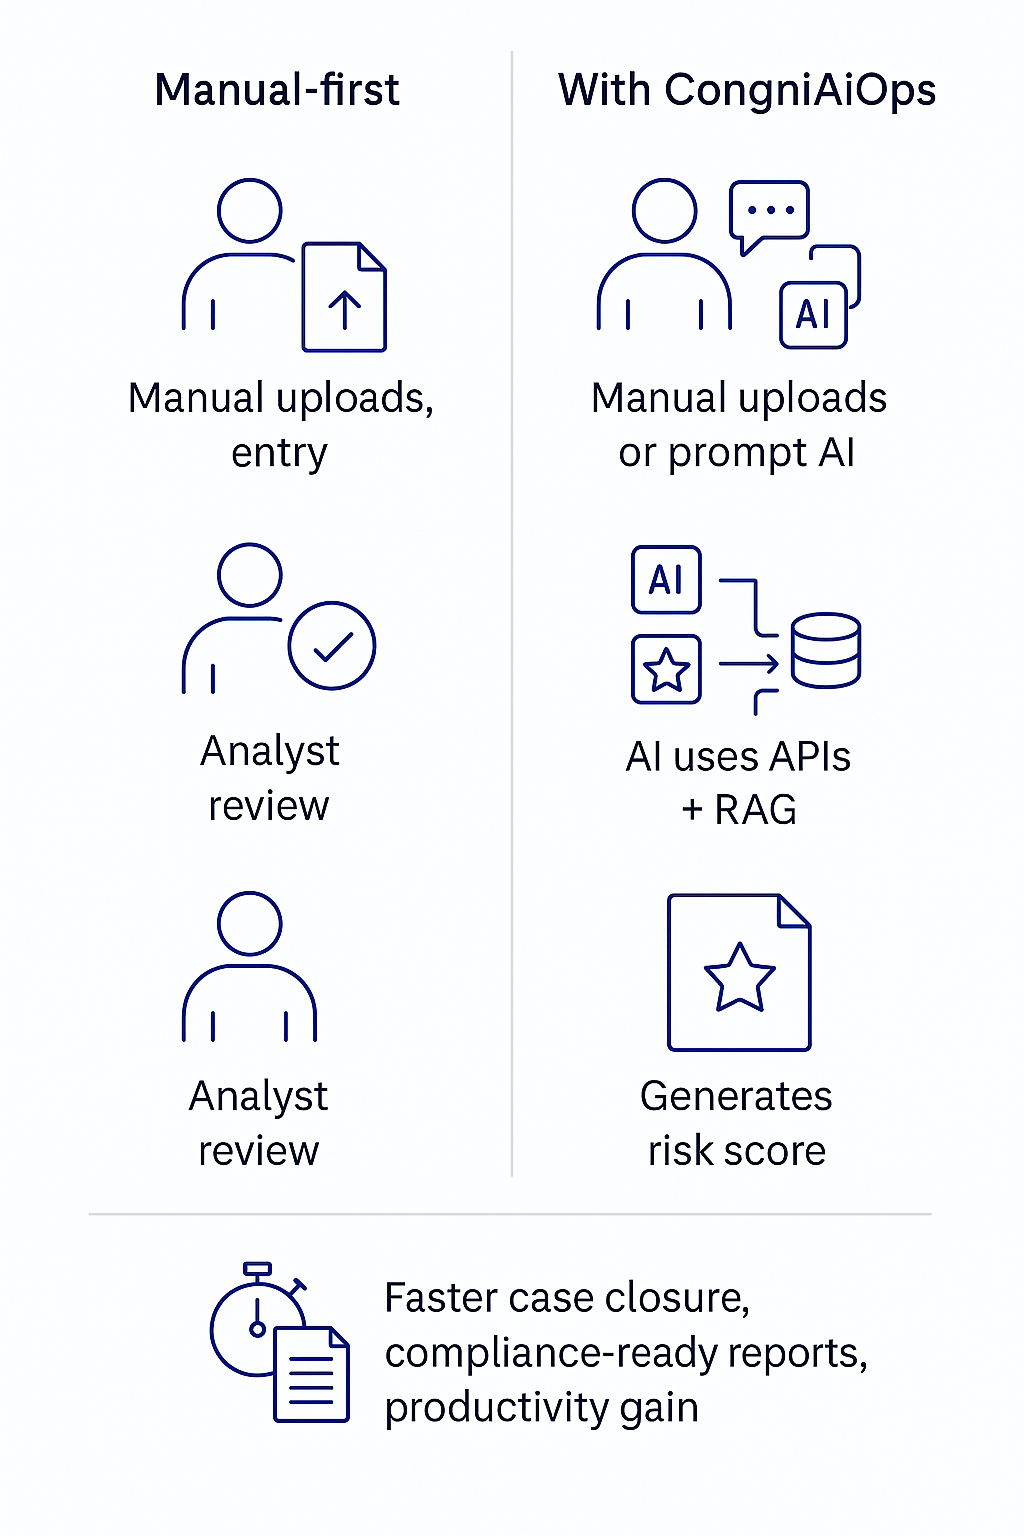 Manual-first
Manual uploads,
entry
Analyst
review
Analyst
review
With CongniAiOps
Manual uploads
or prompt AI
AI
AI
AI uses APIs
+ RAG
Generates
risk score
Faster case closure,
compliance-ready reports,
productivity gain